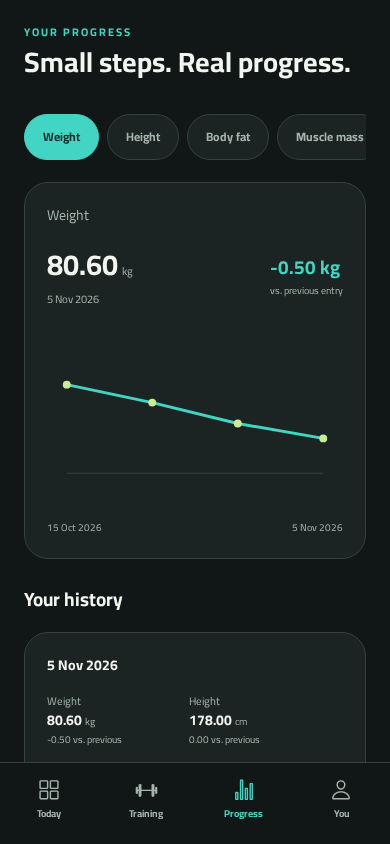 YOUR PROGRESS
Small steps. Real progress.
Weight
Height
Body fat
Muscle mass
Weight
80.60 kg
-0.50 kg
5 Nov 2026
vs. previous entry
15 Oct 2026
5 Nov 2026
Your history
5 Nov 2026
Weight
Height
80.60 kg
178.00 cm
-0.50 vs. previous
0.00 vs. previous
Today
Training
Progress
You